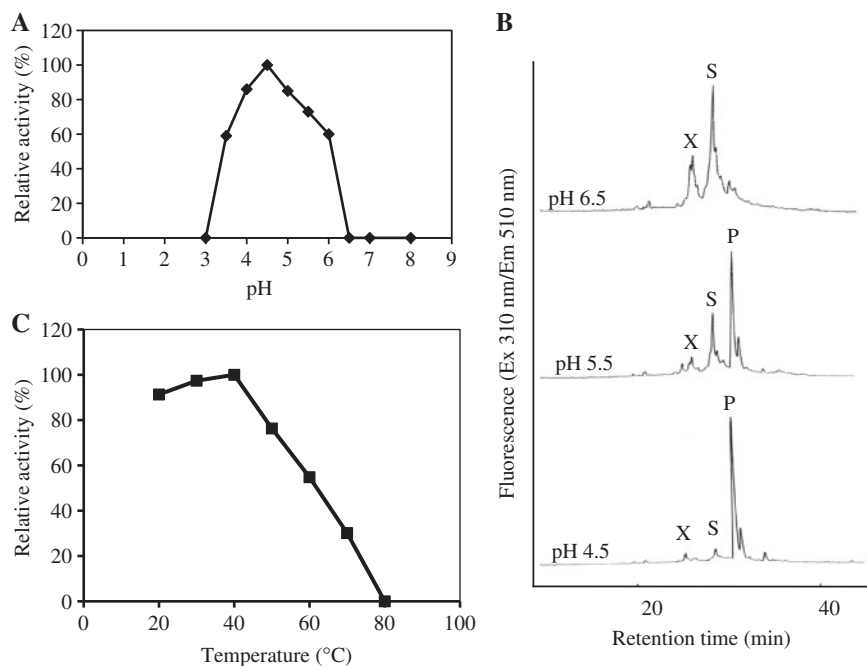 A
120
100
80
60
40
20
0
Relative activity (%)
0 1 2 3 4 5 6 7 8 9
pH
B
S
X
pH 6.5
P
S
X
pH 5.5
P
X S
pH 4.5
Fluorescence (Ex 310 nm/Em 510 nm)
20 40
Retention time (min)
C
120
100
80
60
40
20
0
Relative activity (%)
0 20 40 60 80 100
Temperature (°C)